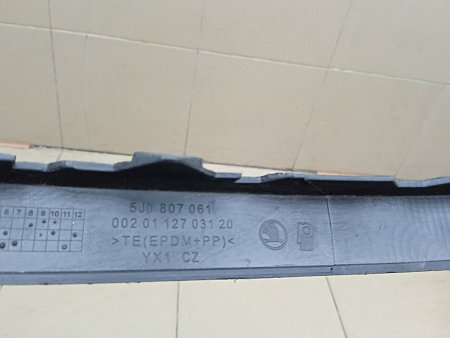 6 7 8 9 10 11 12
5J0 807 061
002 01 127 031 20
>TE(EPDM+PP)<
YX1 CZ